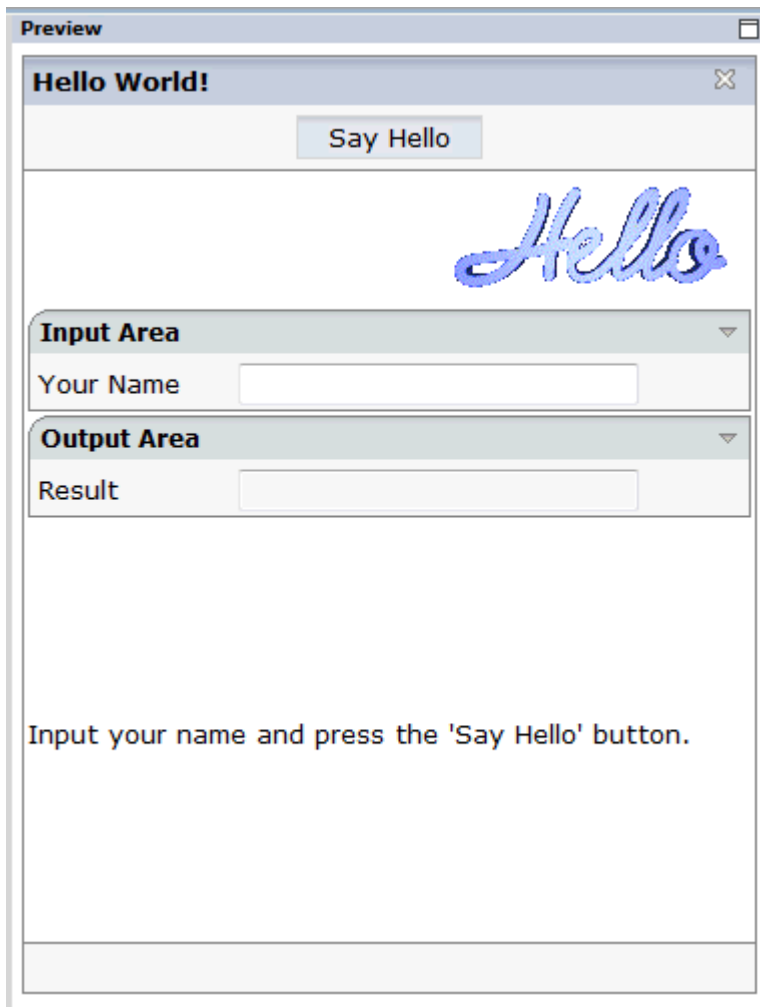 Preview
Hello World!
Say Hello
Hello
Input Area
Your Name
Output Area
Result
Input your name and press the 'Say Hello' button.